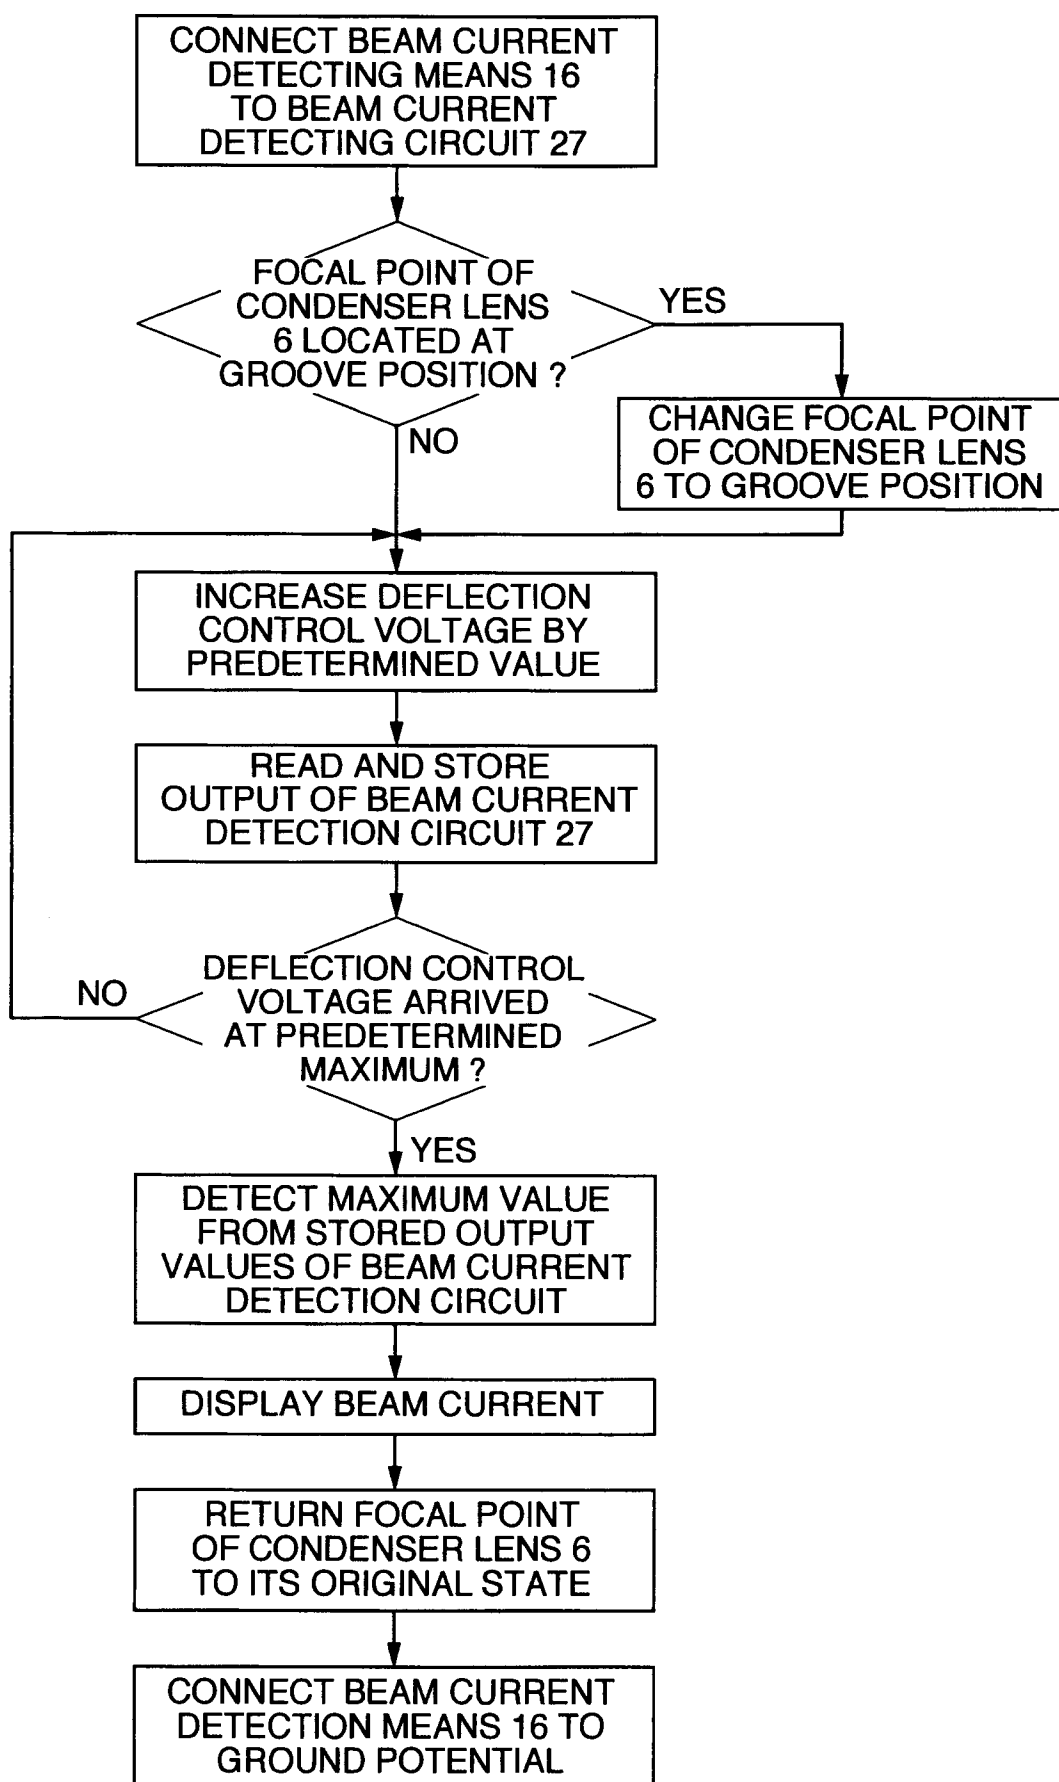 CONNECT BEAM CURRENT
DETECTING MEANS 16
TO BEAM CURRENT
DETECTING CIRCUIT 27
FOCAL POINT OF
CONDENSER LENS
6 LOCATED AT
GROOVE POSITION ?
YES
NO
CHANGE FOCAL POINT
OF CONDENSER LENS
6 TO GROOVE POSITION
INCREASE DEFLECTION
CONTROL VOLTAGE BY
PREDETERMINED VALUE
READ AND STORE
OUTPUT OF BEAM CURRENT
DETECTION CIRCUIT 27
DEFLECTION CONTROL
VOLTAGE ARRIVED
AT PREDETERMINED
MAXIMUM ?
NO
YES
DETECT MAXIMUM VALUE
FROM STORED OUTPUT
VALUES OF BEAM CURRENT
DETECTION CIRCUIT
DISPLAY BEAM CURRENT
RETURN FOCAL POINT
OF CONDENSER LENS 6
TO ITS ORIGINAL STATE
CONNECT BEAM CURRENT
DETECTION MEANS 16 TO
GROUND POTENTIAL